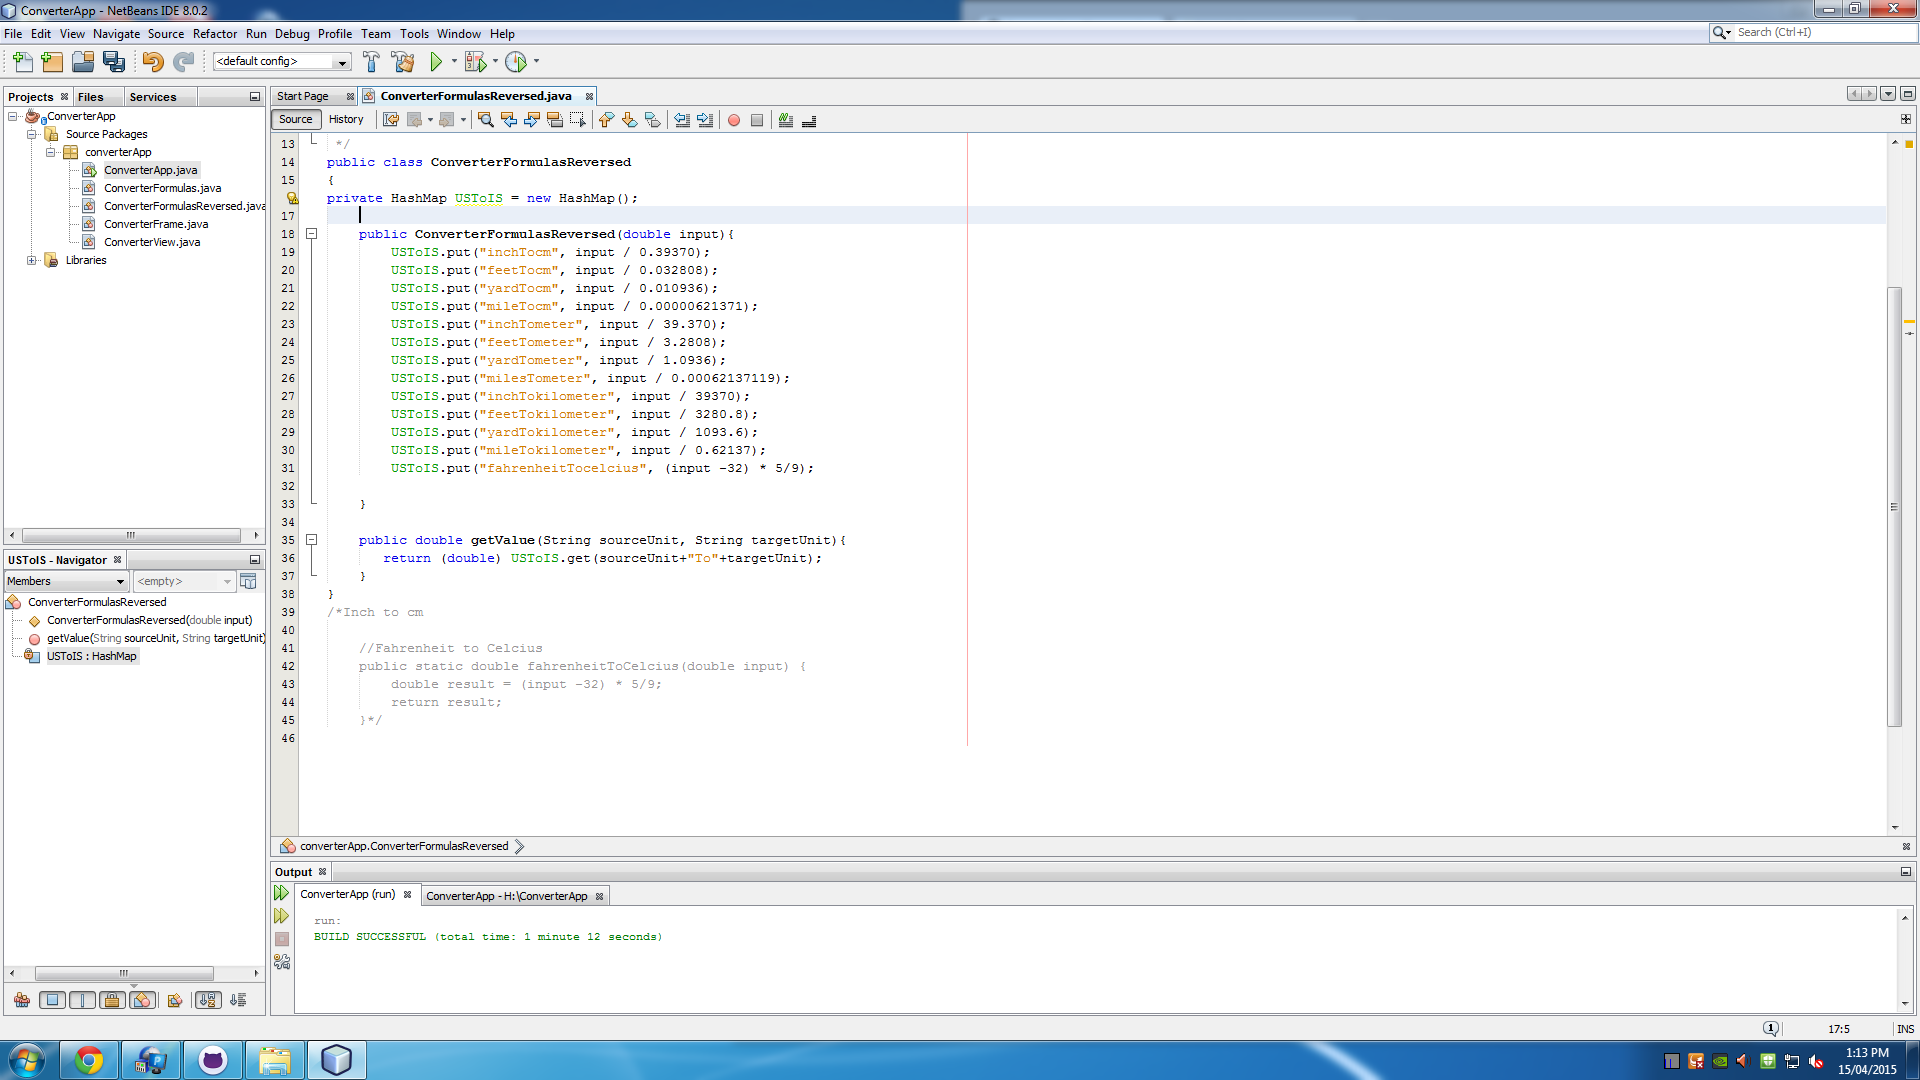 ConverterApp - NetBeans IDE 8.0.2
File Edit View Navigate Source Refactor Run Debug Profile Team Tools Window Help
Search (Ctrl+I)
<default config>
Projects Files Services
Start Page ConverterFormulasReversed.java
Source History
ConverterApp
Source Packages
converterApp
ConverterApp.java
ConverterFormulas.java
ConverterFormulasReversed.java
ConverterFrame.java
ConverterView.java
Libraries
13 */
14 public class ConverterFormulasReversed
15 {
private HashMap USToIS = new HashMap();
17
18 public ConverterFormulasReversed(double input){
19 USToIS.put("inchTocm", input / 0.39370);
20 USToIS.put("feetTocm", input / 0.032808);
21 USToIS.put("yardTocm", input / 0.010936);
22 USToIS.put("mileTocm", input / 0.00000621371);
23 USToIS.put("inchTometer", input / 39.370);
24 USToIS.put("feetTometer", input / 3.2808);
25 USToIS.put("yardTometer", input / 1.0936);
26 USToIS.put("milesTometer", input / 0.00062137119);
27 USToIS.put("inchTokilometer", input / 39370);
28 USToIS.put("feetTokilometer", input / 3280.8);
29 USToIS.put("yardTokilometer", input / 1093.6);
30 USToIS.put("mileTokilometer", input / 0.62137);
31 USToIS.put("fahrenheitTocelcius", (input -32) * 5/9);
32
33 }
34
35 public double getValue(String sourceUnit, String targetUnit){
36 return (double) USToIS.get(sourceUnit+"To"+targetUnit);
37 }
38 }
39 /*Inch to cm
40
41 //Fahrenheit to Celcius
42 public static double fahrenheitToCelcius(double input) {
43 double result = (input -32) * 5/9;
44 return result;
45 }*/
46
USToIS - Navigator
Members <empty>
ConverterFormulasReversed
ConverterFormulasReversed(double input)
getValue(String sourceUnit, String targetUnit)
USToIS : HashMap
converterApp.ConverterFormulasReversed
Output
ConverterApp (run) ConverterApp - H:\ConverterApp
run:
BUILD SUCCESSFUL (total time: 1 minute 12 seconds)
1 17:5 INS
1:13 PM
15/04/2015